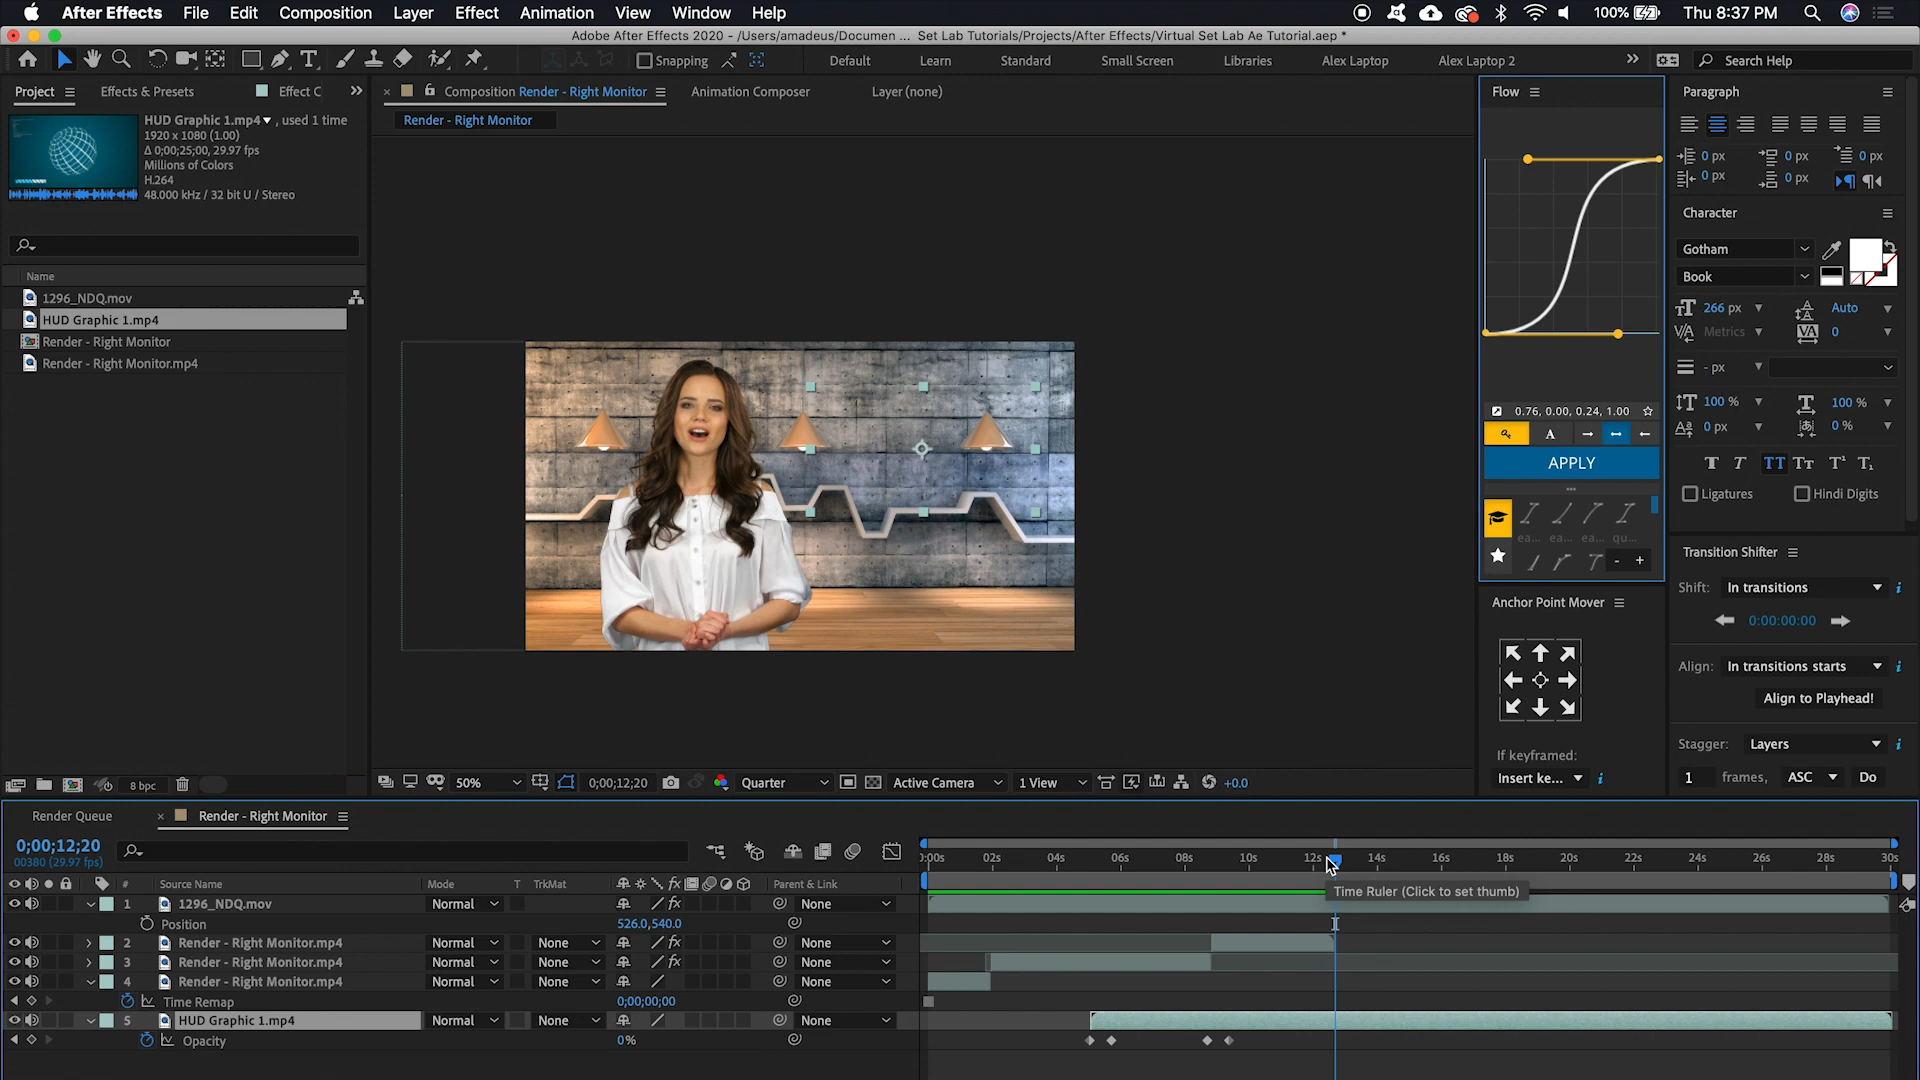 After Effects File Edit Composition Layer Effect Animation View Window Help 100% Thu 8:37 PM
Adobe After Effects 2020 - /Users/amadeus/Documen ... Set Lab Tutorials/Projects/After Effects/Virtual Set Lab Ae Tutorial.aep *
Snapping Default Learn Standard Small Screen Libraries Alex Laptop Alex Laptop 2 Search Help
Project Effects & Presets Effect C Composition Render - Right Monitor Animation Composer Layer (none) Flow Paragraph
Render - Right Monitor
HUD Graphic 1.mp4 , used 1 time
1920 x 1080 (1.00)
Δ 0;00;25;00, 29.97 fps
Millions of Colors
H.264
48.000 kHz / 32 bit U / Stereo
0 px 0 px 0 px
0 px 0 px
Character
Gotham
Book
266 px Auto
Metrics 0
- px
100 % 100 %
0 px 0 %
Ligatures Hindi Digits
Name
1296_NDQ.mov
HUD Graphic 1.mp4
Render - Right Monitor
Render - Right Monitor.mp4
0.76, 0.00, 0.24, 1.00
A
APPLY
ea... ea... ea... qu...
- +
Transition Shifter
Shift: In transitions
0:00:00:00
Align: In transitions starts
Align to Playhead!
Stagger: Layers
1 frames, ASC Do
Anchor Point Mover
If keyframed:
Insert ke...
8 bpc 50% 0;00;12;20 Quarter Active Camera 1 View +0.0
Render Queue Render - Right Monitor
0;00;12;20
00380 (29.97 fps)
0:00s 02s 04s 06s 08s 10s 12s 14s 16s 18s 20s 22s 24s 26s 28s 30s
# Source Name Mode T TrkMat fx Parent & Link
Time Ruler (Click to set thumb)
1 1296_NDQ.mov Normal fx None
Position 526.0,540.0
2 Render - Right Monitor.mp4 Normal None fx None
3 Render - Right Monitor.mp4 Normal None fx None
4 Render - Right Monitor.mp4 Normal None None
Time Remap 0;00;00;00
5 HUD Graphic 1.mp4 Normal None None
Opacity 0%